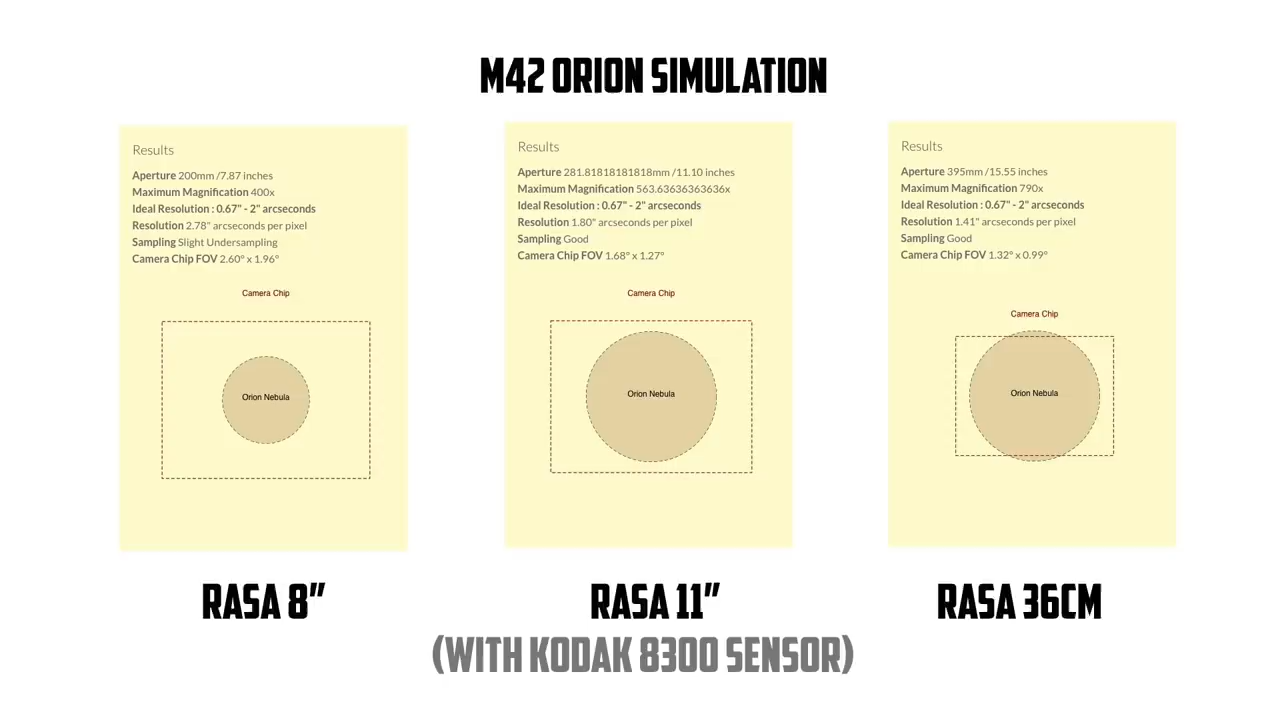 M42 ORION SIMULATION
Results
Aperture 200mm /7.87 inches
Maximum Magnification 400x
Ideal Resolution : 0.67" - 2" arcseconds
Resolution 2.78" arcseconds per pixel
Sampling Slight Undersampling
Camera Chip FOV 2.60° x 1.96°
Camera Chip
Orion Nebula
RASA 8"
Results
Aperture 281.81818181818mm /11.10 inches
Maximum Magnification 563.63636363636x
Ideal Resolution : 0.67" - 2" arcseconds
Resolution 1.80" arcseconds per pixel
Sampling Good
Camera Chip FOV 1.68° x 1.27°
Camera Chip
Orion Nebula
RASA 11"
Results
Aperture 395mm /15.55 inches
Maximum Magnification 790x
Ideal Resolution : 0.67" - 2" arcseconds
Resolution 1.41" arcseconds per pixel
Sampling Good
Camera Chip FOV 1.32° x 0.99°
Camera Chip
Orion Nebula
RASA 36CM
(WITH KODAK 8300 SENSOR)